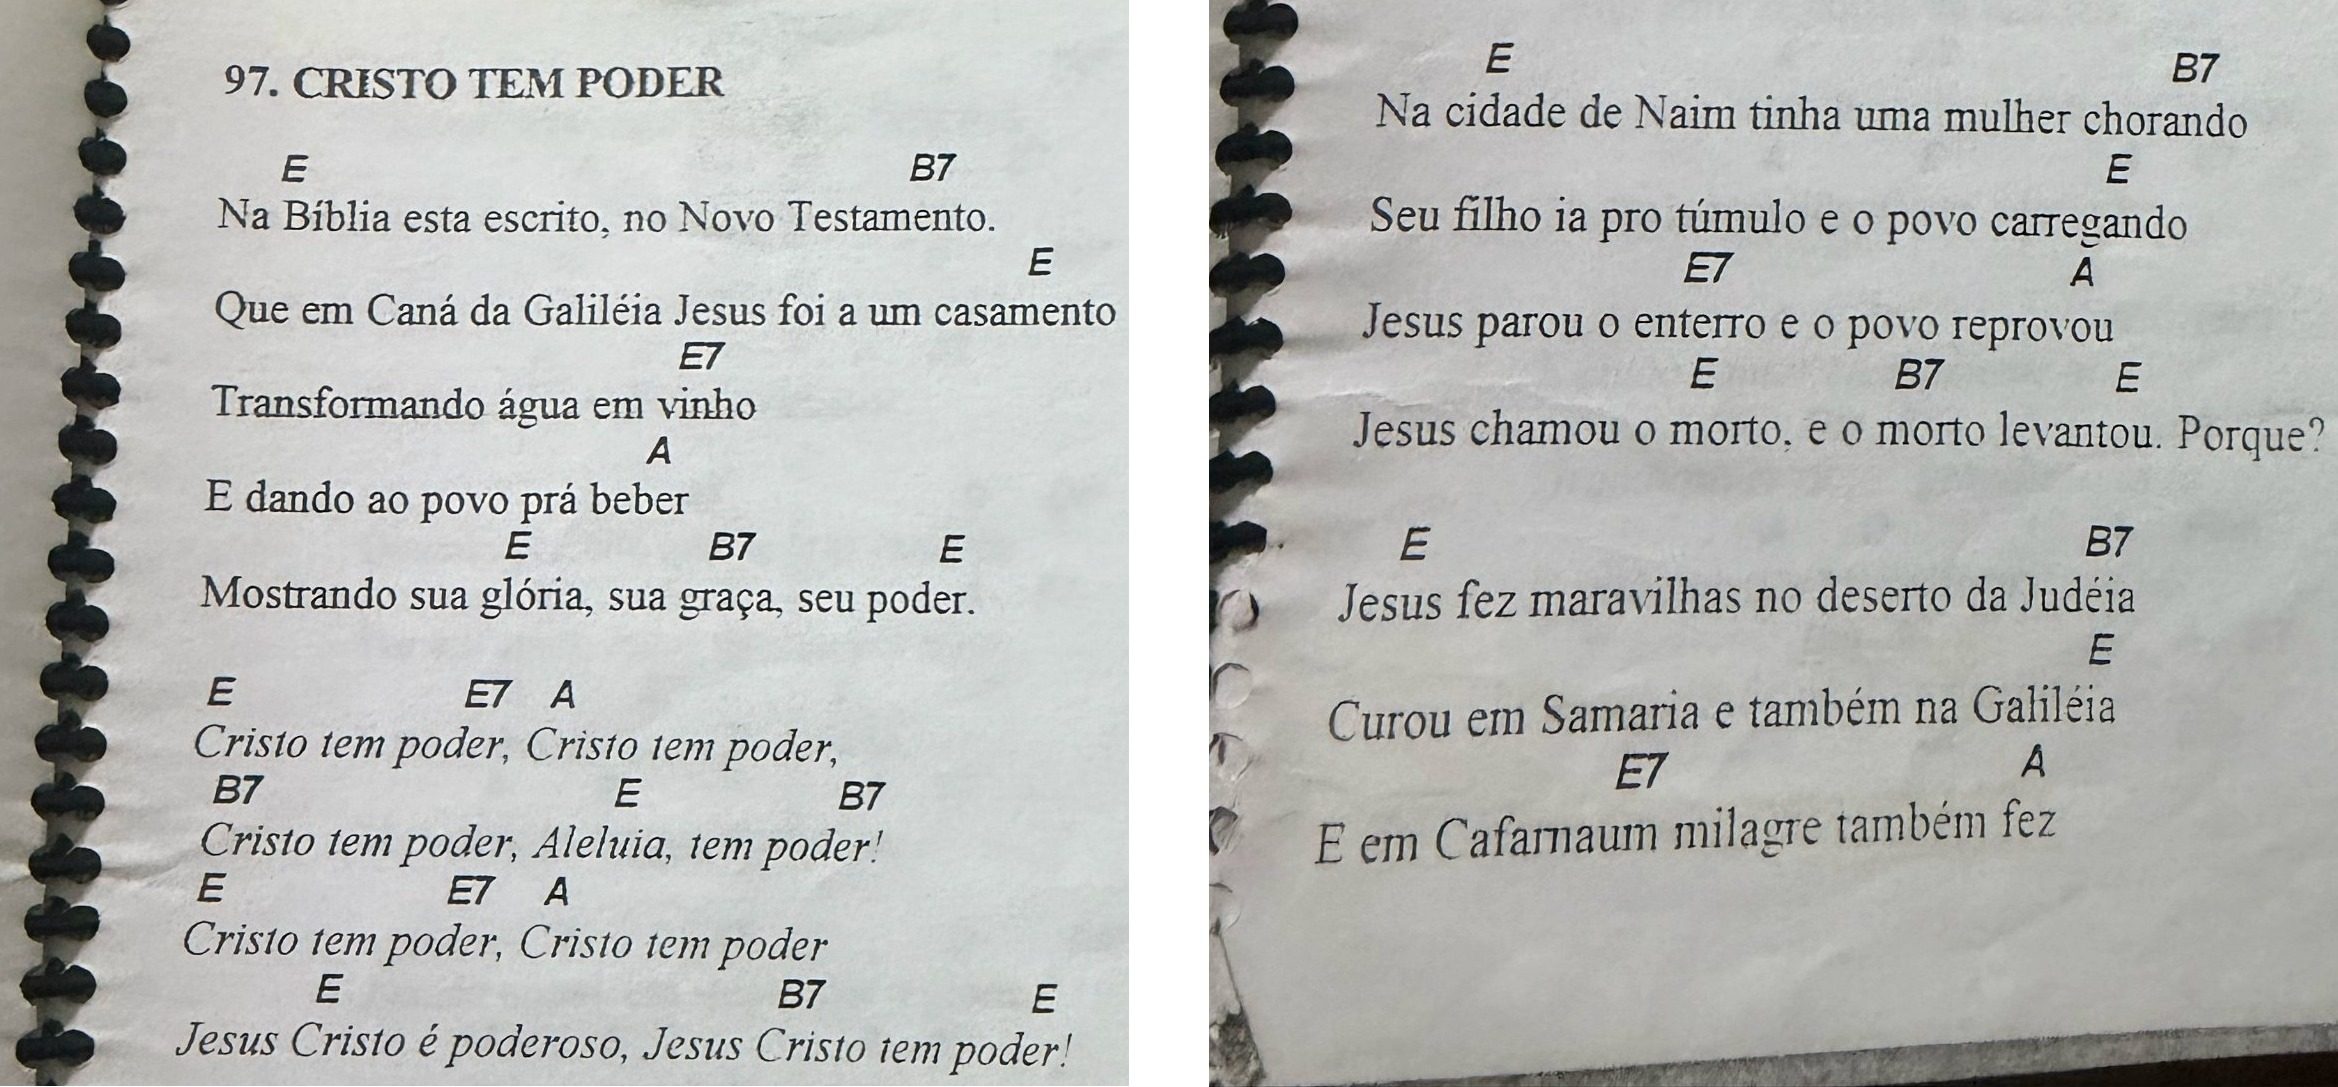 97. CRISTO TEM PODER
E B7
Na Bíblia esta escrito, no Novo Testamento.
E
Que em Caná da Galiléia Jesus foi a um casamento
E7
Transformando água em vinho
A
E dando ao povo prá beber
E B7 E
Mostrando sua glória, sua graça, seu poder.
E E7 A
Cristo tem poder, Cristo tem poder,
B7 E B7
Cristo tem poder, Aleluia, tem poder!
E E7 A
Cristo tem poder, Cristo tem poder
E B7 E
Jesus Cristo é poderoso, Jesus Cristo tem poder!
E B7
Na cidade de Naim tinha uma mulher chorando
E
Seu filho ia pro túmulo e o povo carregando
E7 A
Jesus parou o enterro e o povo reprovou
E B7 E
Jesus chamou o morto, e o morto levantou. Porque?
E B7
Jesus fez maravilhas no deserto da Judéia
E
Curou em Samaria e também na Galiléia
E7 A
E em Cafarnaum milagre também fez